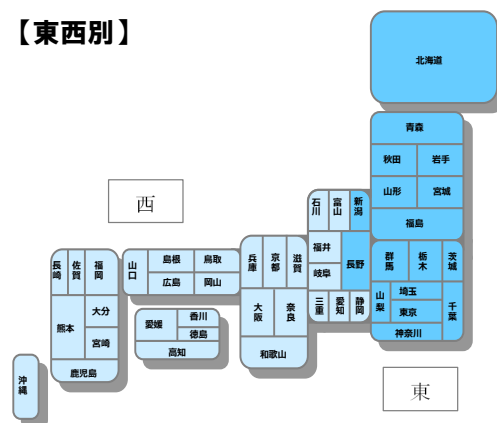 【東西別】
北海道
青森
秋田 岩手
山形 宮城
福島
西
石川 富山 新潟
福井 長野
岐阜
三重 愛知 静岡
群馬 栃木 茨城
山梨 埼玉 千葉
東京
神奈川
兵庫 京都 滋賀
大阪 奈良
和歌山
山口 島根 鳥取
広島 岡山
愛媛 香川
徳島
高知
長崎 佐賀 福岡
熊本 大分
宮崎
鹿児島
沖縄
東